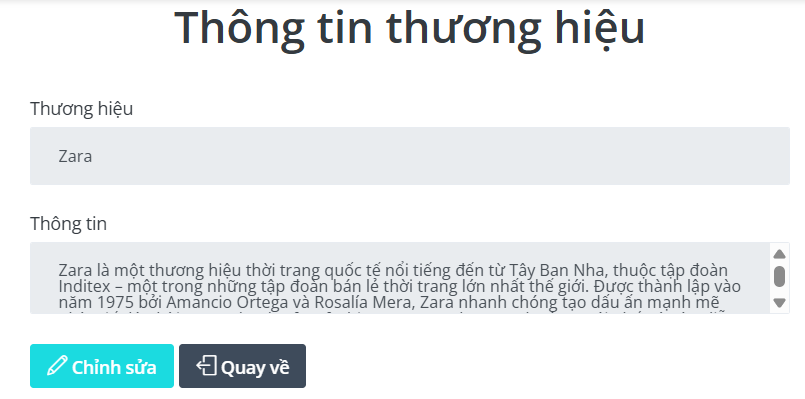 Thông tin thương hiệu
Thương hiệu
Zara
Thông tin
Zara là một thương hiệu thời trang quốc tế nổi tiếng đến từ Tây Ban Nha, thuộc tập đoàn
Inditex – một trong những tập đoàn bán lẻ thời trang lớn nhất thế giới. Được thành lập vào
năm 1975 bởi Amancio Ortega và Rosalía Mera, Zara nhanh chóng tạo dấu ấn mạnh mẽ
Chỉnh sửa
Quay về